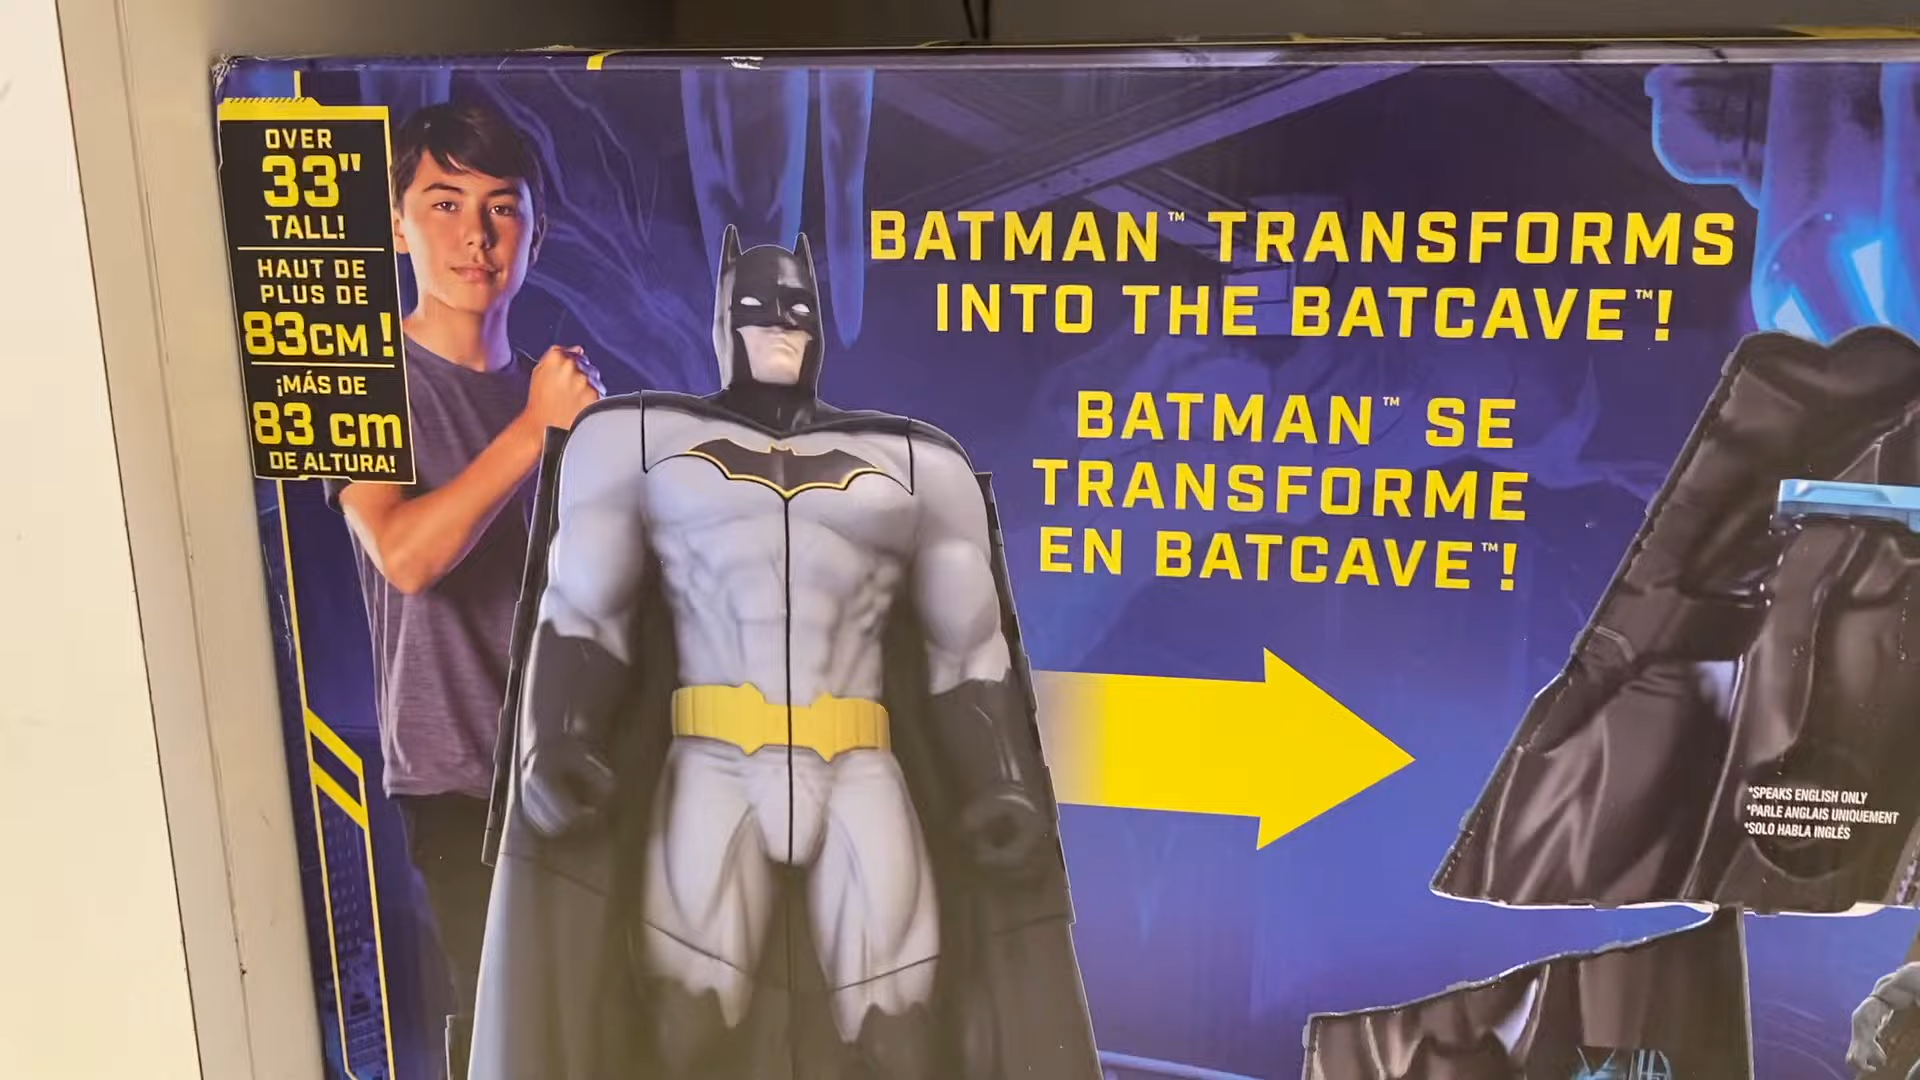 OVER
33"
TALL!
HAUT DE
PLUS DE
83CM !
¡MÁS DE
83 cm
DE ALTURA!
BATMAN™ TRANSFORMS
INTO THE BATCAVE™!
BATMAN™ SE
TRANSFORME
EN BATCAVE™!
*SPEAKS ENGLISH ONLY
*PARLE ANGLAIS UNIQUEMENT
*SOLO HABLA INGLÉS